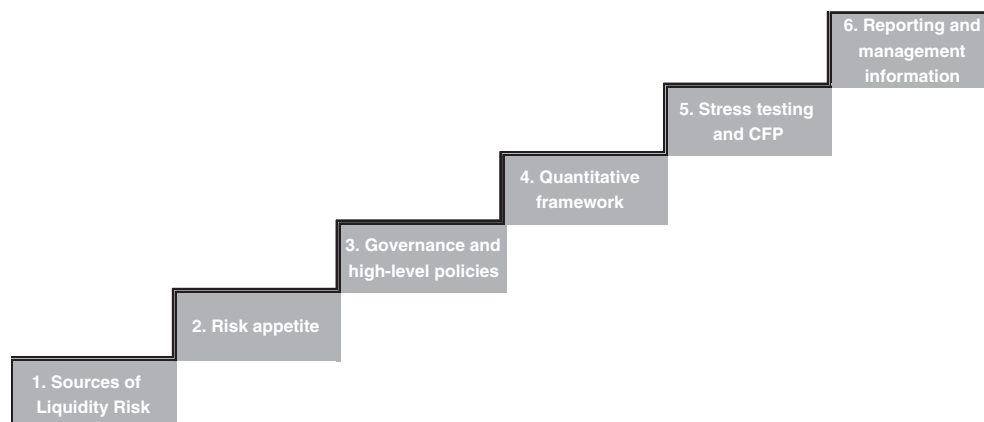 1. Sources of
Liquidity Risk
2. Risk appetite
3. Governance and
high-level policies
4. Quantitative
framework
5. Stress testing
and CFP
6. Reporting and
management
information